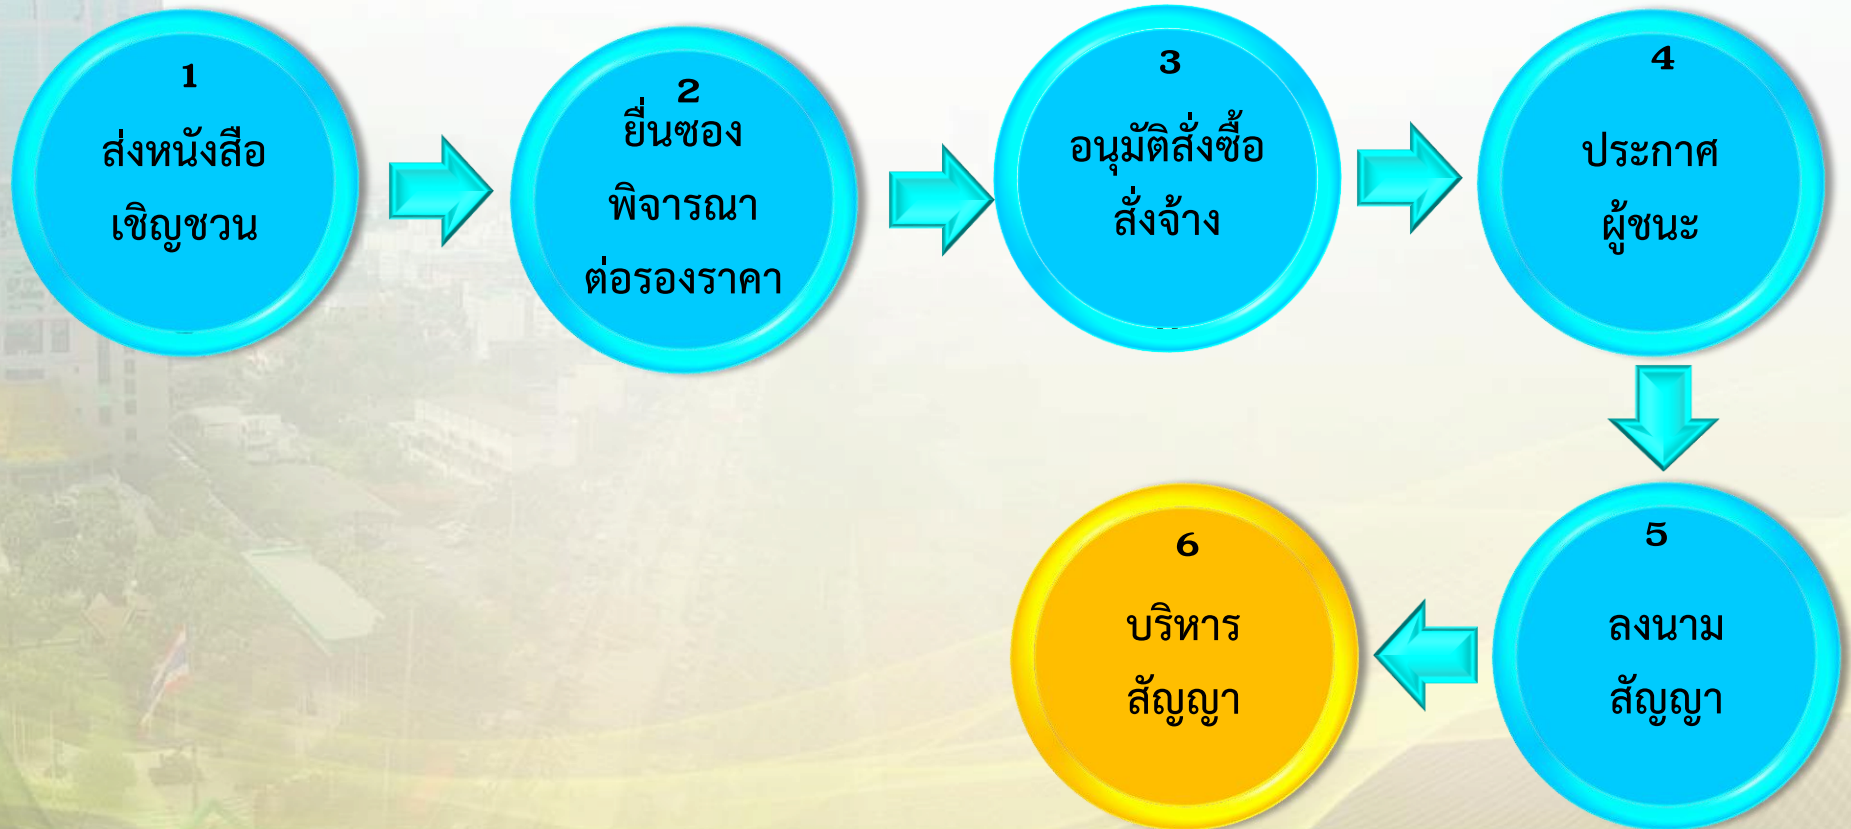 1
ส่งหนังสือ
เชิญชวน
2
ยื่นซอง
พิจารณา
ต่อรองราคา
3
อนุมัติสั่งซื้อ
สั่งจ้าง
4
ประกาศ
ผู้ชนะ
5
ลงนาม
สัญญา
6
บริหาร
สัญญา